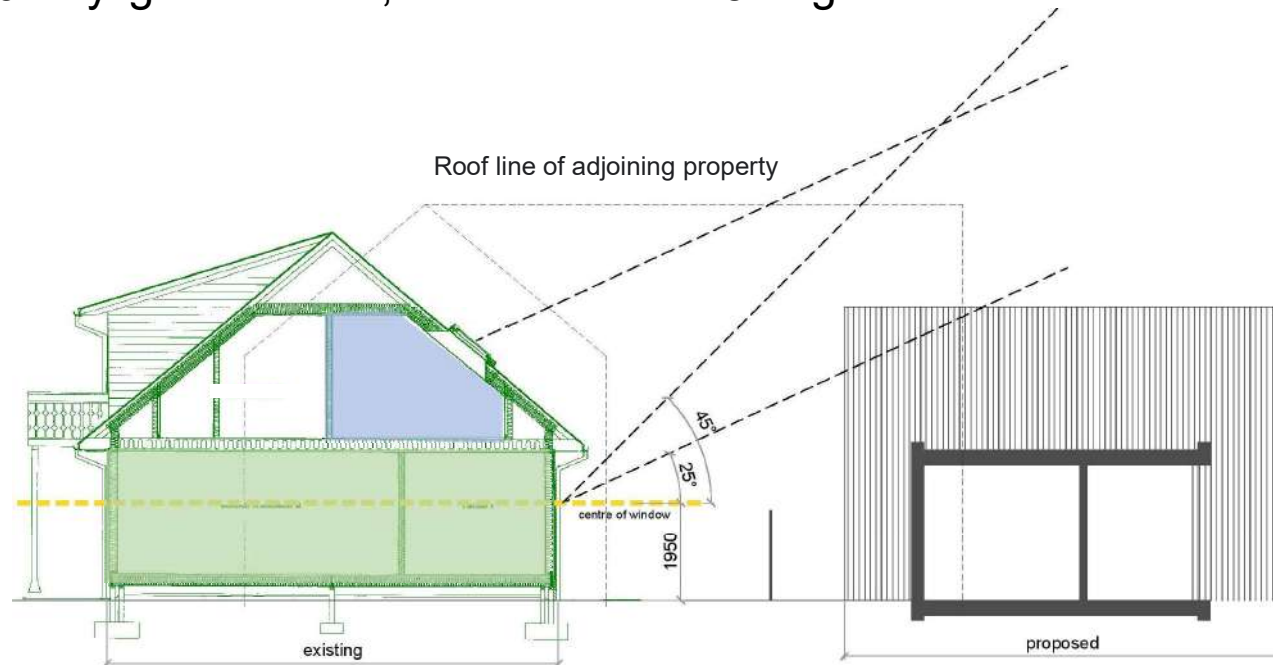 Roof line of adjoining property
45°
25°
centre of window
1950
existing
proposed